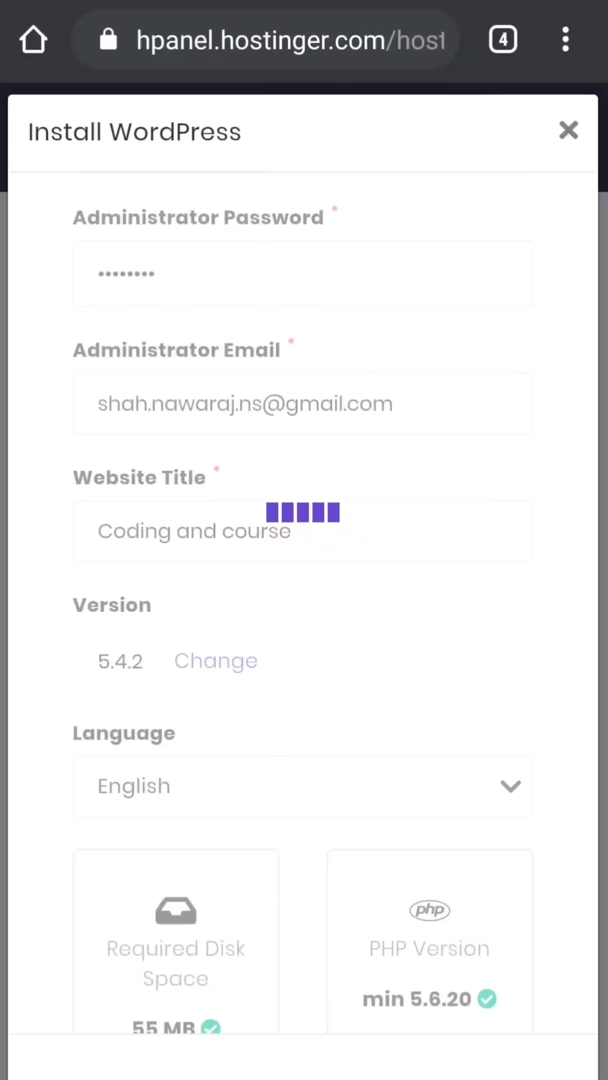 hpanel.hostinger.com/host
4
Install WordPress
Administrator Password *
••••••••
Administrator Email *
shah.nawaraj.ns@gmail.com
Website Title *
Coding and course
Version
5.4.2 Change
Language
English
php
Required Disk
Space
55 MB
PHP Version
min 5.6.20